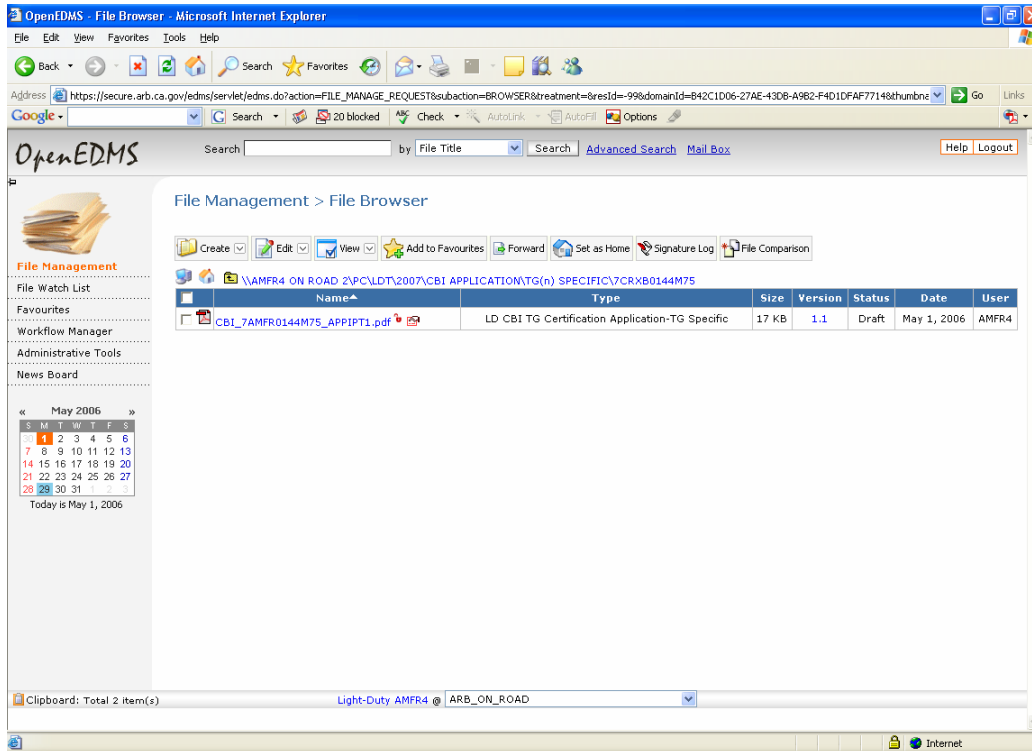 OpenEDMS - File Browser - Microsoft Internet Explorer
File Edit View Favorites Tools Help
Back Search Favorites
Address https://secure.arb.ca.gov/edms/servlet/edms.do?action=FILE_MANAGE_REQUEST&subaction=BROWSER&treatment=&resId=-99&domainId=B42C1D06-27AE-43DB-A9B2-F4D1DFAF7714&thumbna Go Links
Google Search 20 blocked Check AutoLink AutoFill Options
OpenEDMS Search by File Title Search Advanced Search Mail Box Help Logout
File Management > File Browser
Create Edit View Add to Favourites Forward Set as Home Signature Log File Comparison
File Management
File Watch List
Favourites
Workflow Manager
Administrative Tools
News Board
\\AMFR4 ON ROAD 2\PC\LDT\2007\CBI APPLICATION\TG(n) SPECIFIC\7CRXB0144M75
Name Type Size Version Status Date User
CBI_7AMFR0144M75_APPIPT1.pdf LD CBI TG Certification Application-TG Specific 17 KB 1.1 Draft May 1, 2006 AMFR4
« May 2006 »
S M T W T F S
30 1 2 3 4 5 6
7 8 9 10 11 12 13
14 15 16 17 18 19 20
21 22 23 24 25 26 27
28 29 30 31 1 2 3
Today is May 1, 2006
Clipboard: Total 2 item(s) Light-Duty AMFR4 @ ARB_ON_ROAD
Internet